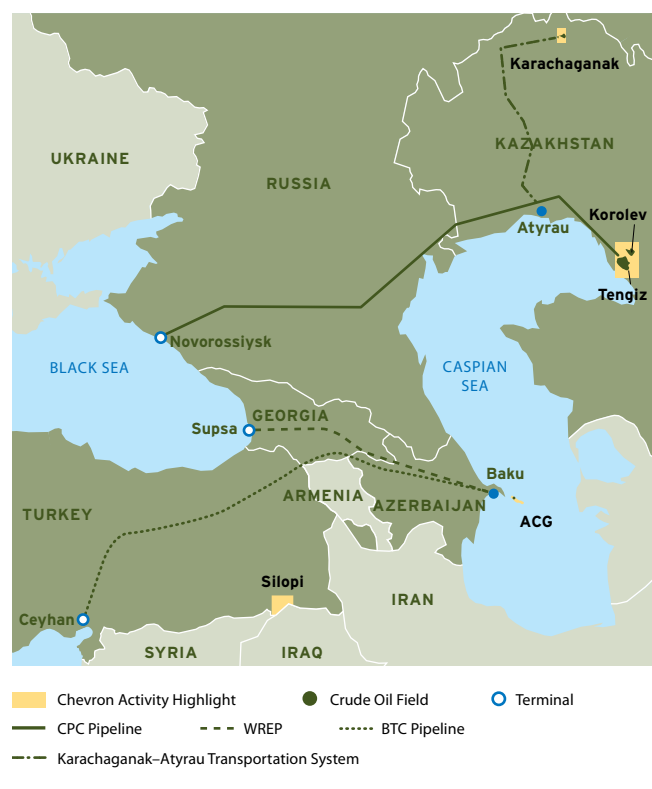 Karachaganak
KAZAKHSTAN
UKRAINE
RUSSIA
Korolev
Atyrau
Tengiz
Novorossiysk
BLACK SEA
CASPIAN
SEA
GEORGIA
Supsa
Baku
ARMENIA
AZERBAIJAN
TURKEY
ACG
Silopi
IRAN
Ceyhan
SYRIA
IRAQ
Chevron Activity Highlight
Crude Oil Field
Terminal
CPC Pipeline
WREP
BTC Pipeline
Karachaganak–Atyrau Transportation System